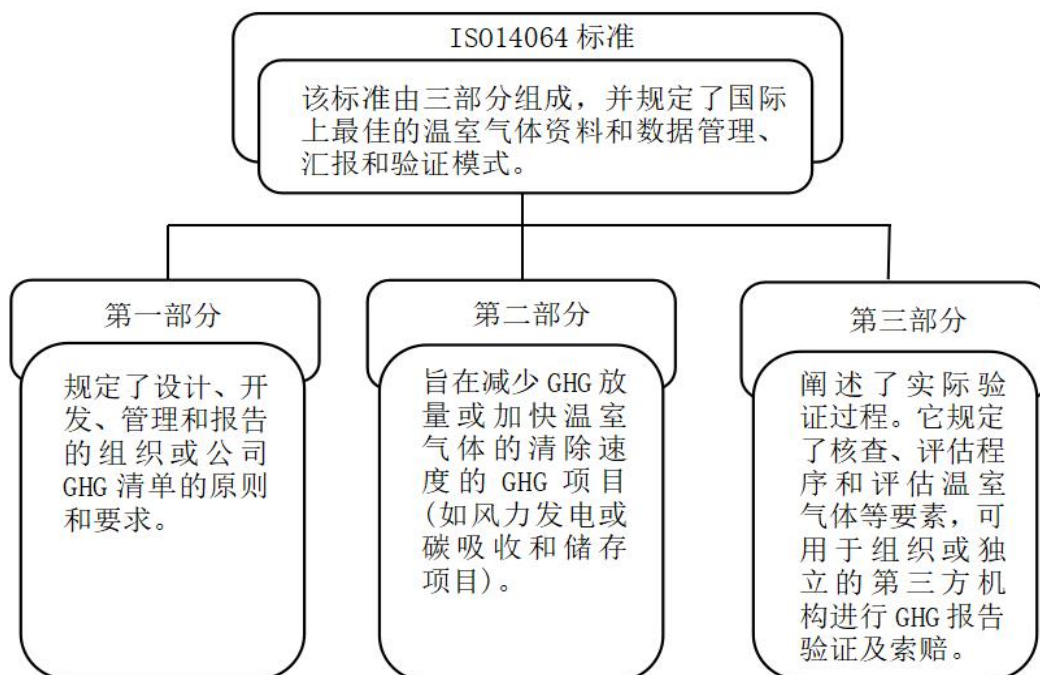 ISO14064 标准
该标准由三部分组成，并规定了国际
上最佳的温室气体资料和数据管理、
汇报和验证模式。
第一部分
规定了设计、开
发、管理和报告
的组织或公司
GHG 清单的原则
和要求。
第二部分
旨在减少 GHG 放
量或加快温室
气体的清除速
度的 GHG 项目
(如风力发电或
碳吸收和储存
项目)。
第三部分
阐述了实际验
证过程。它规定
了核查、评估程
序和评估温室
气体等要素，可
用于组织或独
立的第三方机
构进行 GHG 报告
验证及索赔。